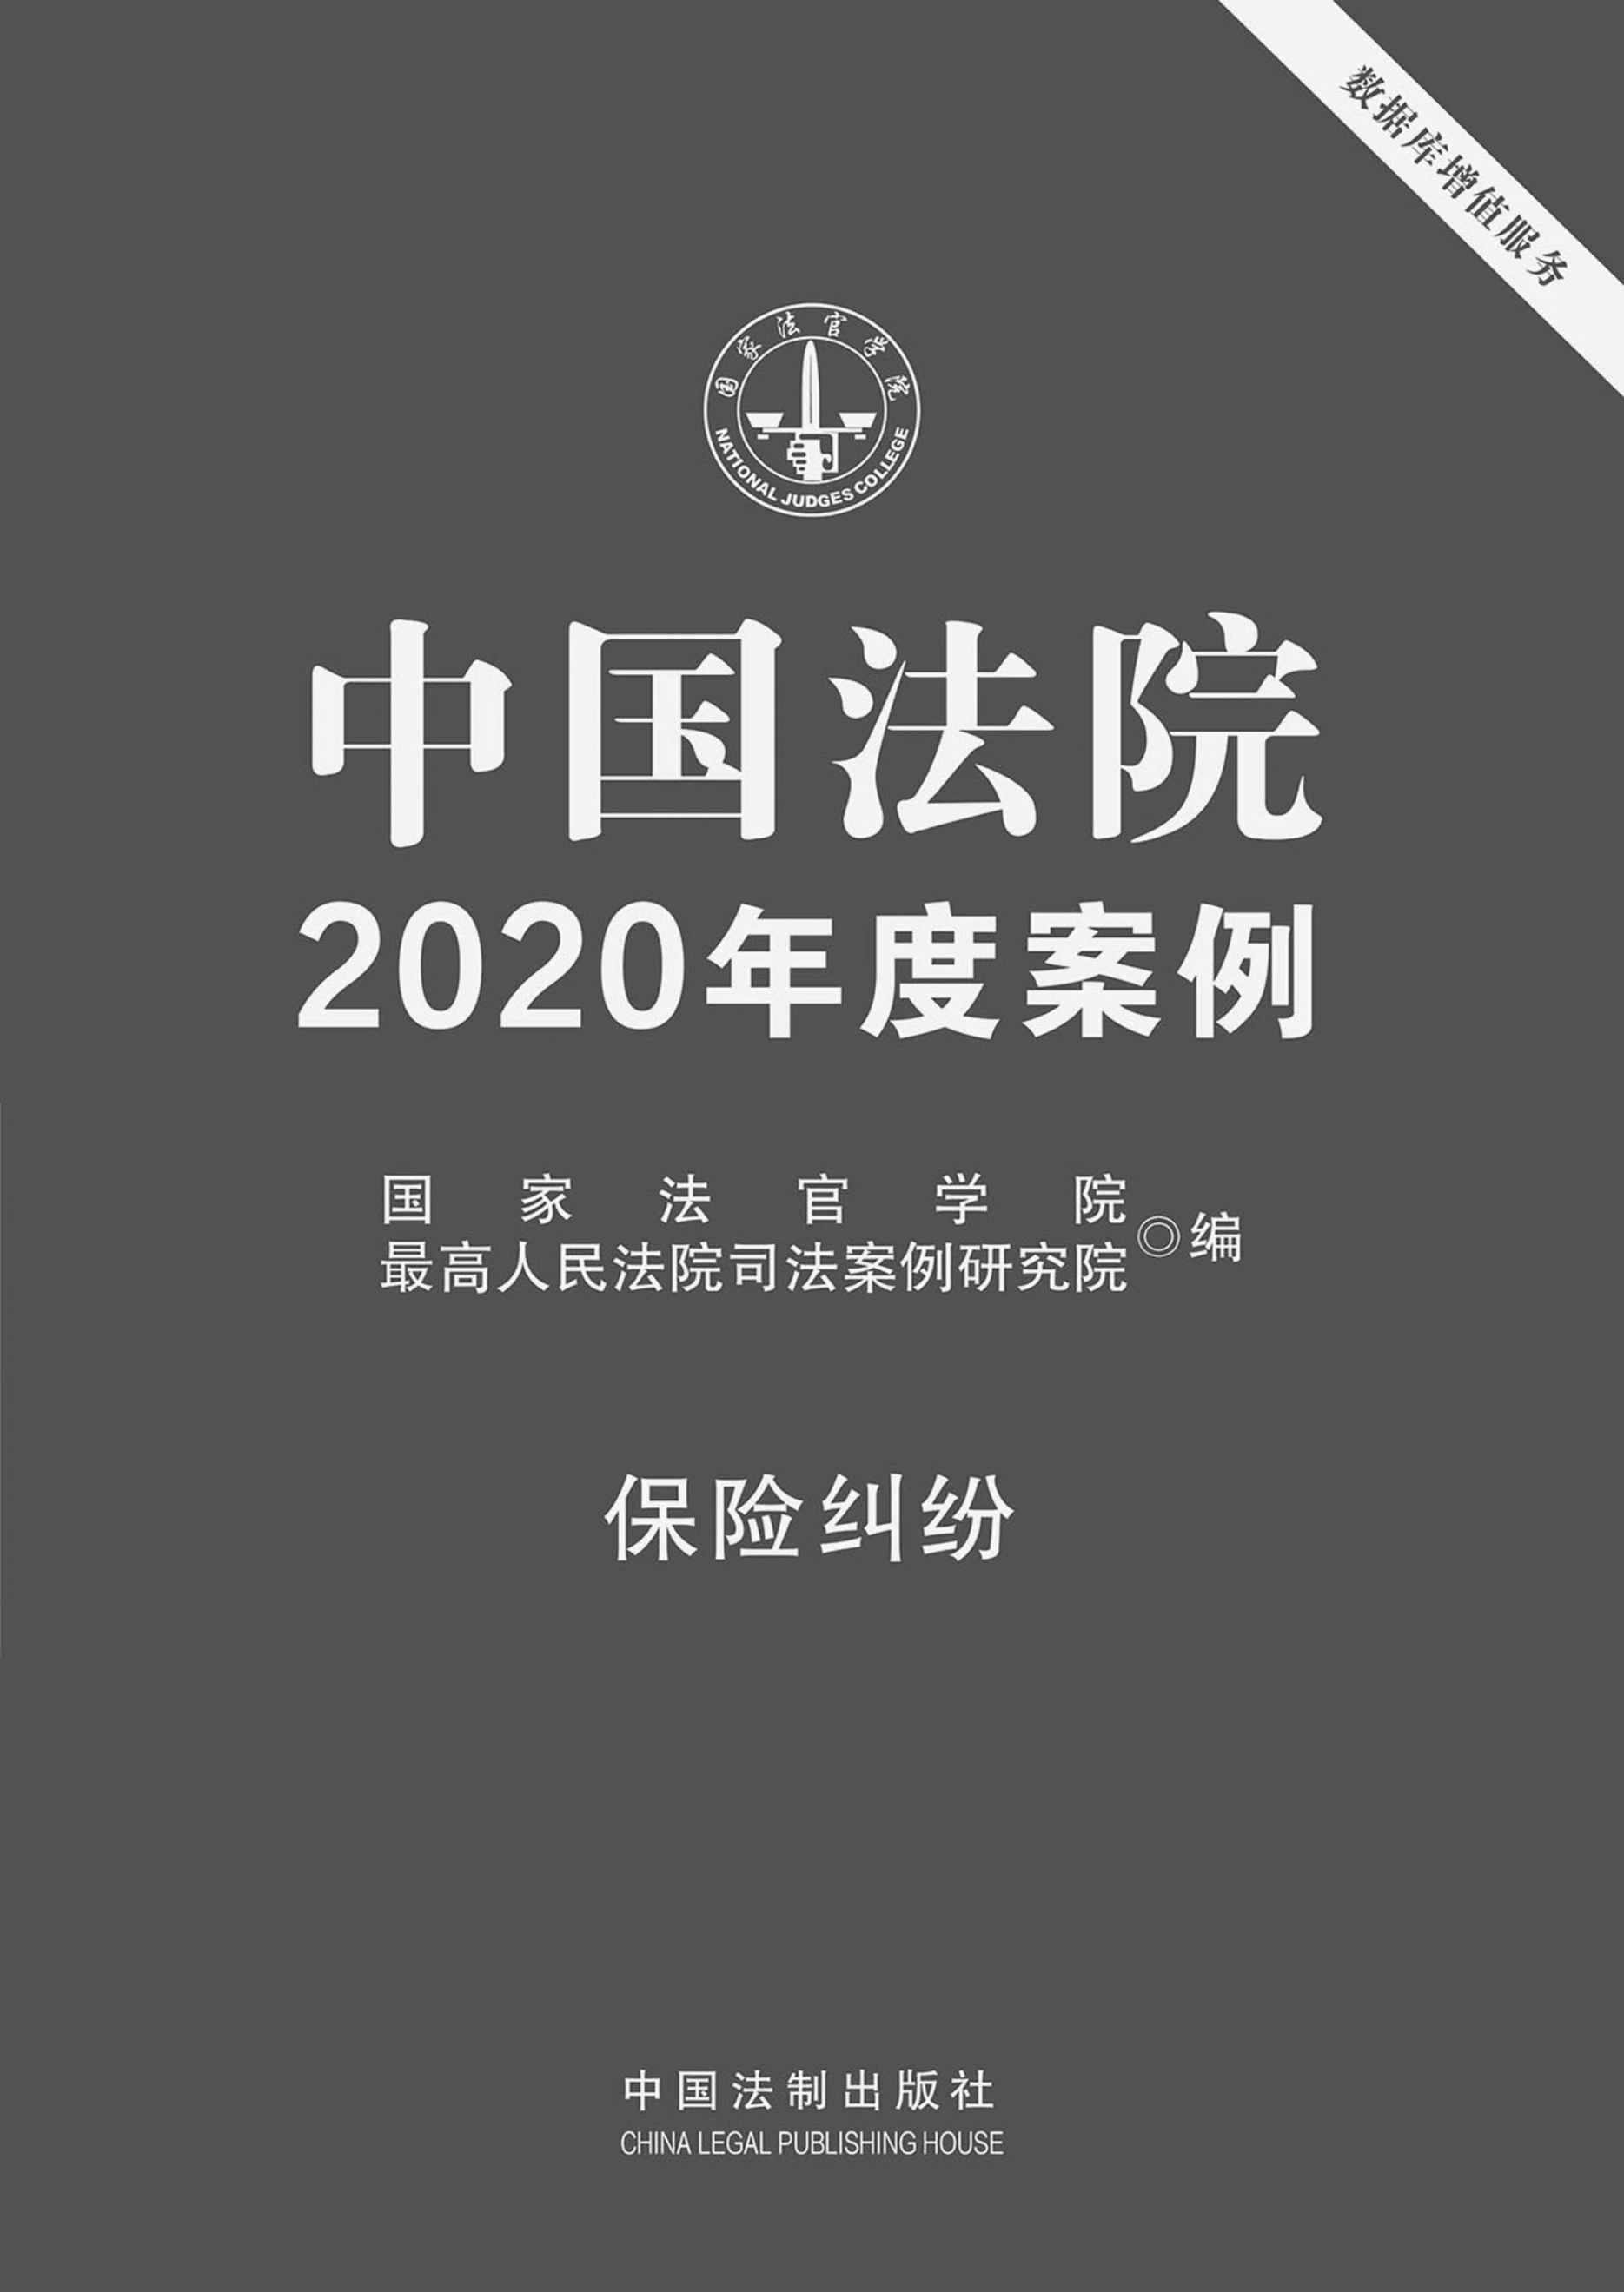 数据库增值服务
国家法官学院
NATIONAL JUDGES COLLEGE
中国法院
2020年度案例
国家法官学院
最高人民法院司法案例研究院◎编
保险纠纷
中国法制出版社
CHINA LEGAL PUBLISHING HOUSE